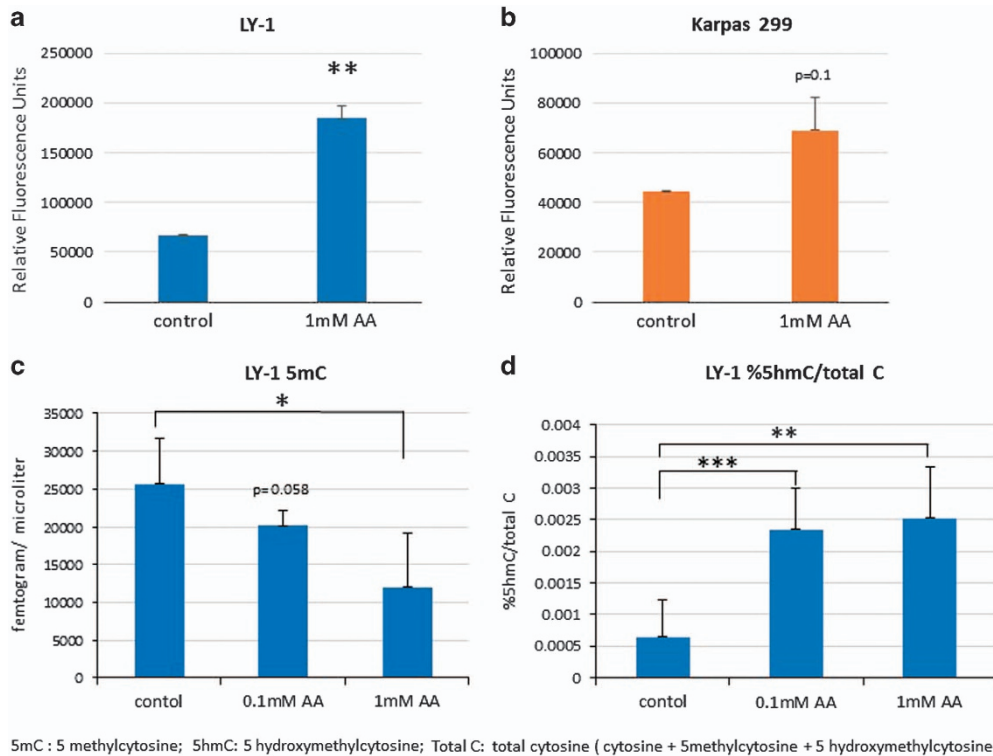 a
LY-1
Relative Fluorescence Units
250000
200000
150000
100000
50000
0
**
control
1mM AA
b
Karpas 299
Relative Fluorescence Units
100000
80000
60000
40000
20000
0
p=0.1
control
1mM AA
c
LY-1 5mC
femtogram/ microliter
35000
30000
25000
20000
15000
10000
5000
0
*
p=0.058
contol
0.1mM AA
1mM AA
d
LY-1 %5hmC/total C
%5hmC/total C
0.004
0.0035
0.003
0.0025
0.002
0.0015
0.001
0.0005
0
**
***
contol
0.1mM AA
1mM AA
5mC : 5 methylcytosine; 5hmC: 5 hydroxymethylcytosine; Total C: total cytosine ( cytosine + 5methylcytosine + 5 hydroxymethylcytosine